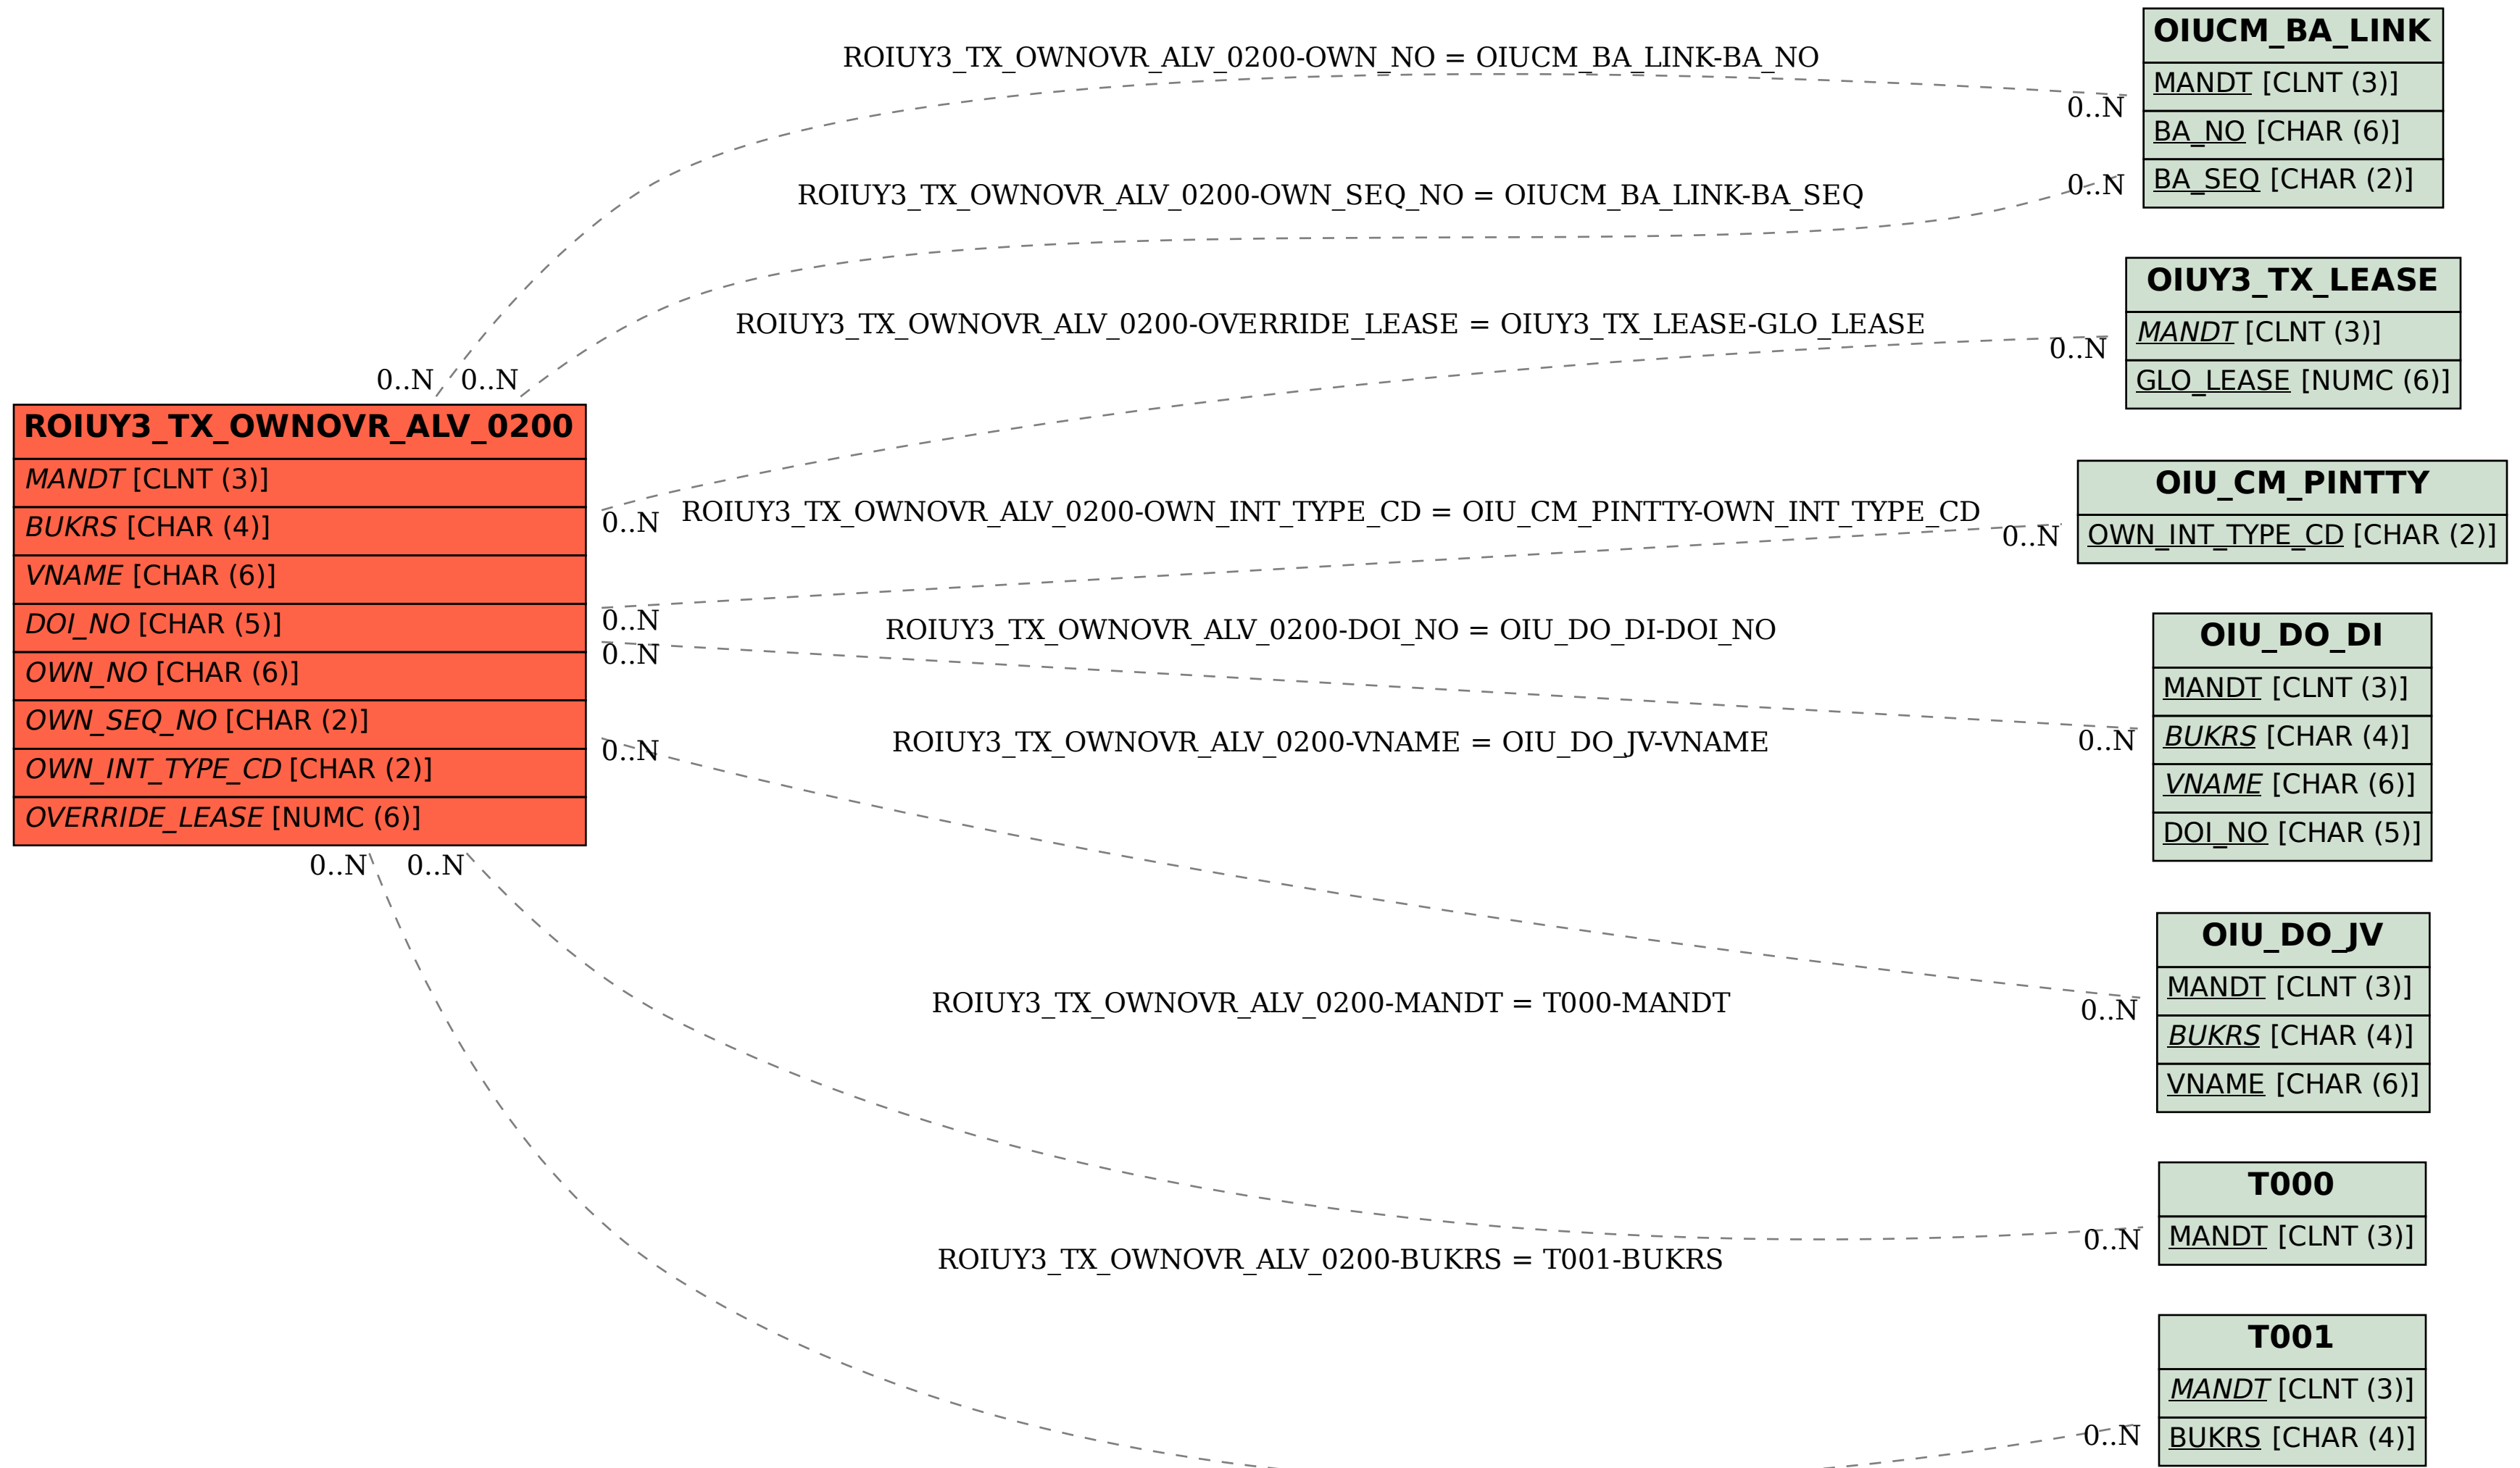 ROIUY3_TX_OWNOVR_ALV_0200
MANDT [CLNT (3)]
BUKRS [CHAR (4)]
VNAME [CHAR (6)]
DOI_NO [CHAR (5)]
OWN_NO [CHAR (6)]
OWN_SEQ_NO [CHAR (2)]
OWN_INT_TYPE_CD [CHAR (2)]
OVERRIDE_LEASE [NUMC (6)]
ROIUY3_TX_OWNOVR_ALV_0200-OWN_NO = OIUCM_BA_LINK-BA_NO
0..N
0..N
ROIUY3_TX_OWNOVR_ALV_0200-OWN_SEQ_NO = OIUCM_BA_LINK-BA_SEQ
0..N
0..N
ROIUY3_TX_OWNOVR_ALV_0200-OVERRIDE_LEASE = OIUY3_TX_LEASE-GLO_LEASE
0..N
0..N
ROIUY3_TX_OWNOVR_ALV_0200-OWN_INT_TYPE_CD = OIU_CM_PINTTY-OWN_INT_TYPE_CD
0..N
0..N
ROIUY3_TX_OWNOVR_ALV_0200-DOI_NO = OIU_DO_DI-DOI_NO
0..N
0..N
ROIUY3_TX_OWNOVR_ALV_0200-VNAME = OIU_DO_JV-VNAME
0..N
0..N
ROIUY3_TX_OWNOVR_ALV_0200-MANDT = T000-MANDT
0..N
0..N
ROIUY3_TX_OWNOVR_ALV_0200-BUKRS = T001-BUKRS
0..N
0..N
OIUCM_BA_LINK
MANDT [CLNT (3)]
BA_NO [CHAR (6)]
BA_SEQ [CHAR (2)]
OIUY3_TX_LEASE
MANDT [CLNT (3)]
GLO_LEASE [NUMC (6)]
OIU_CM_PINTTY
OWN_INT_TYPE_CD [CHAR (2)]
OIU_DO_DI
MANDT [CLNT (3)]
BUKRS [CHAR (4)]
VNAME [CHAR (6)]
DOI_NO [CHAR (5)]
OIU_DO_JV
MANDT [CLNT (3)]
BUKRS [CHAR (4)]
VNAME [CHAR (6)]
T000
MANDT [CLNT (3)]
T001
MANDT [CLNT (3)]
BUKRS [CHAR (4)]